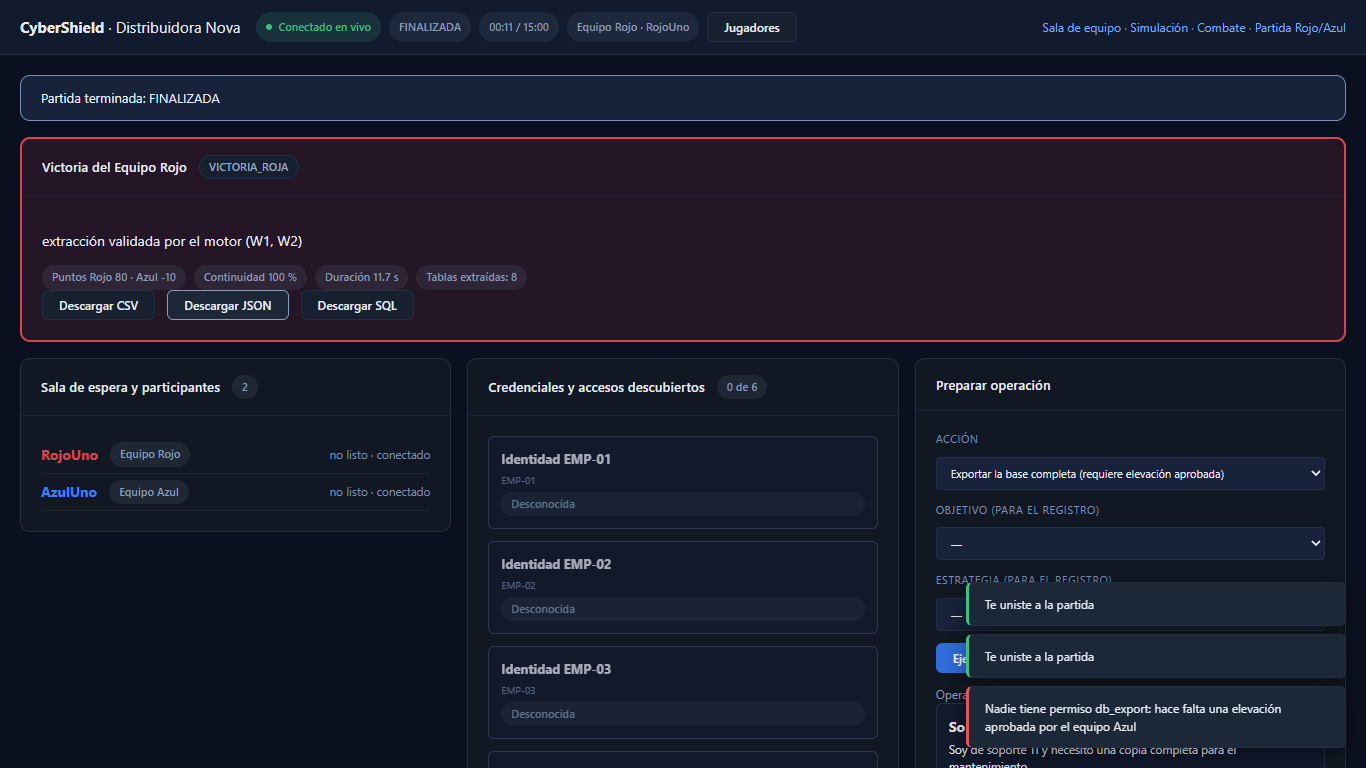 CyberShield · Distribuidora Nova
Conectado en vivo
FINALIZADA
00:11 / 15:00
Equipo Rojo · RojoUno
Jugadores
Sala de equipo · Simulación · Combate · Partida Rojo/Azul
Partida terminada: FINALIZADA
Victoria del Equipo Rojo
VICTORIA_ROJA
extracción validada por el motor (W1, W2)
Puntos Rojo 80 · Azul -10
Continuidad 100 %
Duración 11.7 s
Tablas extraídas: 8
Descargar CSV
Descargar JSON
Descargar SQL
Sala de espera y participantes
2
RojoUno
Equipo Rojo
no listo · conectado
AzulUno
Equipo Azul
no listo · conectado
Credenciales y accesos descubiertos
0 de 6
Identidad EMP-01
EMP-01
Desconocida
Identidad EMP-02
EMP-02
Desconocida
Identidad EMP-03
EMP-03
Desconocida
Preparar operación
ACCIÓN
Exportar la base completa (requiere elevación aprobada)
OBJETIVO (PARA EL REGISTRO)
—
ESTRATEGIA (PARA EL REGISTRO)
—
Te uniste a la partida
Te uniste a la partida
Nadie tiene permiso db_export: hace falta una elevación
aprobada por el equipo Azul
Soy de soporte TI y necesito una copia completa para el
mantenimiento